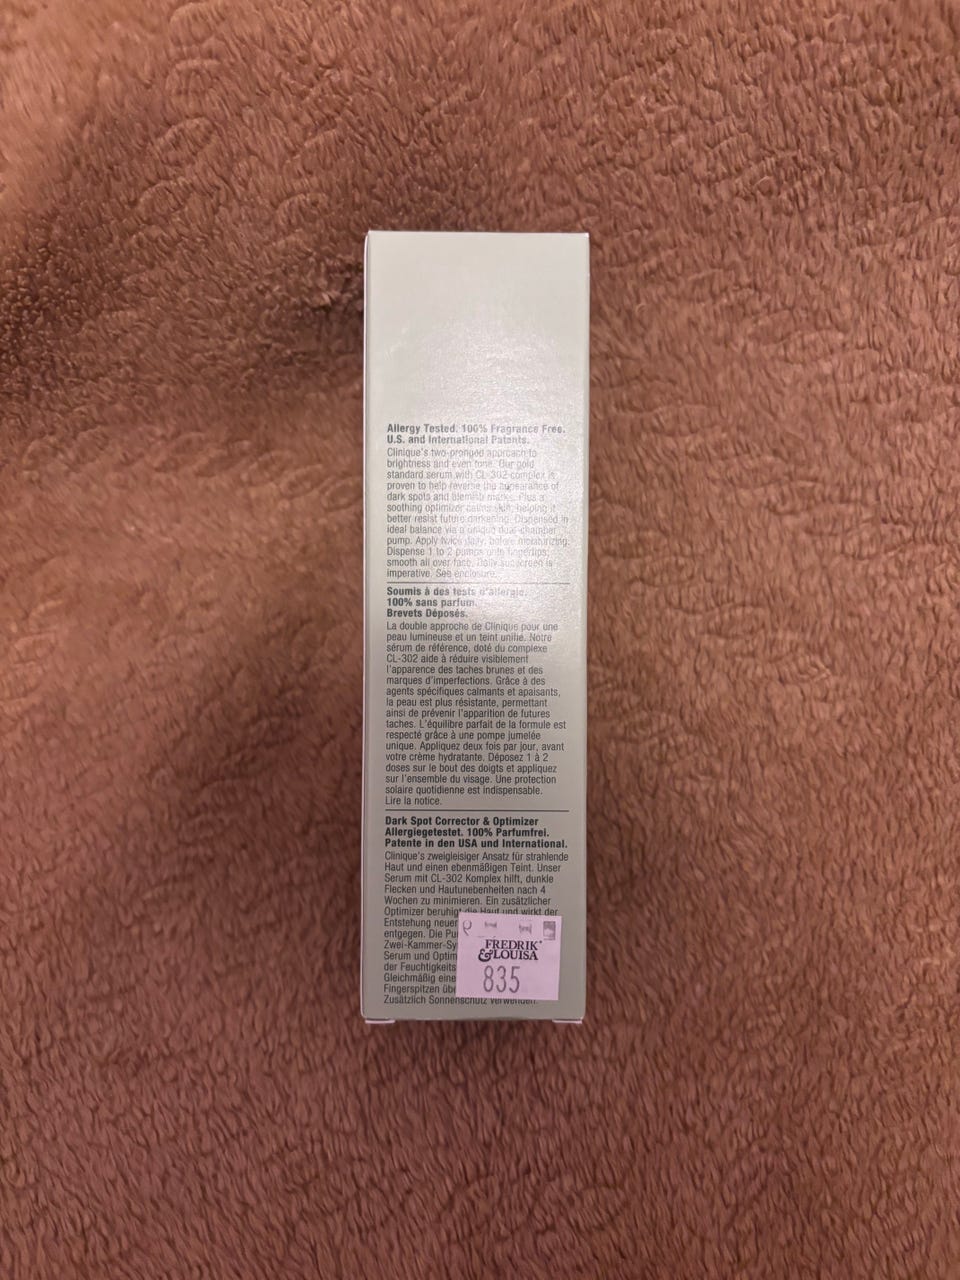 Allergy Tested. 100% Fragrance Free.
U.S. and International Patents.
Clinique's two-pronged approach to
brightness and even tone. Our gold
standard serum with CL-302 complex is
proven to help reverse the appearance of
dark spots and blemish marks. Plus a
soothing optimizer calms skin, helping it
better resist future darkening. Dispensed in
ideal balance via a unique dual-chamber
pump. Apply twice daily, before moisturizing.
Dispense 1 to 2 pumps onto fingertips;
smooth all over face. Daily sunscreen is
imperative. See enclosure.
Soumis à des tests d'allergie.
100% sans parfum.
Brevets Déposés.
La double approche de Clinique pour une
peau lumineuse et un teint unifié. Notre
sérum de référence, doté du complexe
CL-302 aide à réduire visiblement
l'apparence des taches brunes et des
marques d'imperfections. Grâce à des
agents spécifiques calmants et apaisants,
la peau est plus résistante, permettant
ainsi de prévenir l'apparition de futures
taches. L'équilibre parfait de la formule est
respecté grâce à une pompe jumelée
unique. Appliquez deux fois par jour, avant
votre crème hydratante. Déposez 1 à 2
doses sur le bout des doigts et appliquez
sur l'ensemble du visage. Une protection
solaire quotidienne est indispensable.
Lire la notice.
Dark Spot Corrector & Optimizer
Allergiegetestet. 100% Parfumfrei.
Patente in den USA und International.
Clinique's zweigleisiger Ansatz für strahlende
Haut und einen ebenmäßigen Teint. Unser
Serum mit CL-302 Komplex hilft, dunkle
Flecken und Hautunebenheiten nach 4
Wochen zu minimieren. Ein zusätzlicher
Optimizer beruhigt die Haut und wirkt der
Entstehung neuer
entgegen. Die
Serum und
der
Gleichmäßig
Fingerspitzen
Zusätzlich Sonnenschutz verwenden.
FREDRIK
&LOUISA
835